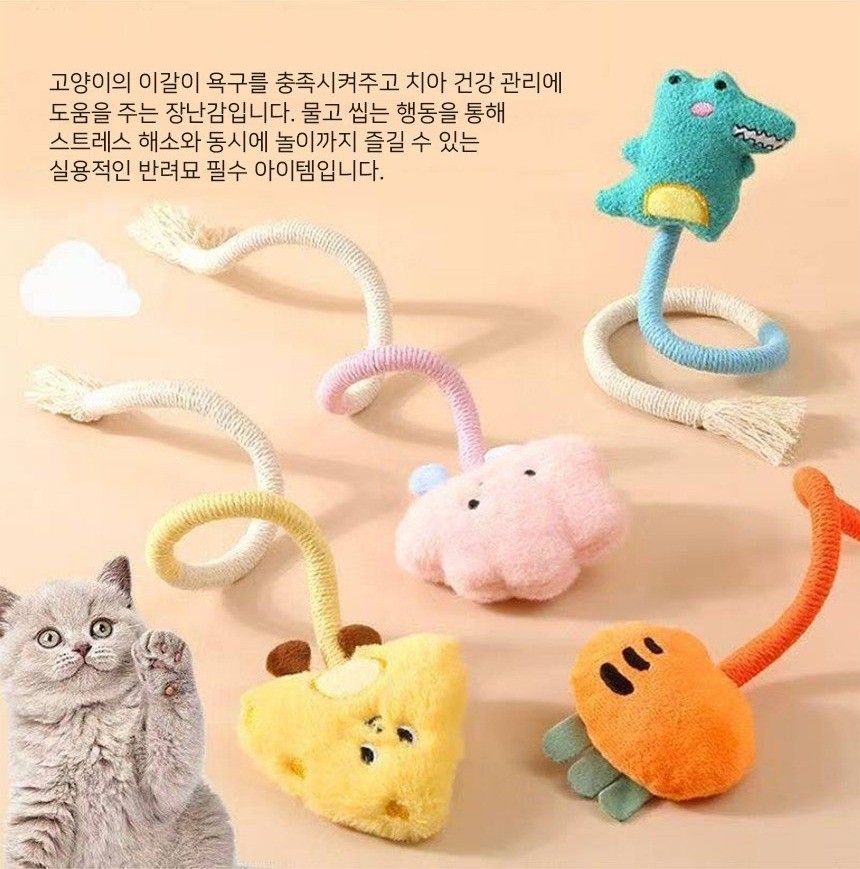 고양이의 이갈이 욕구를 충족시켜주고 치아 건강 관리에
도움을 주는 장난감입니다. 물고 씹는 행동을 통해
스트레스 해소와 동시에 놀이까지 즐길 수 있는
실용적인 반려묘 필수 아이템입니다.